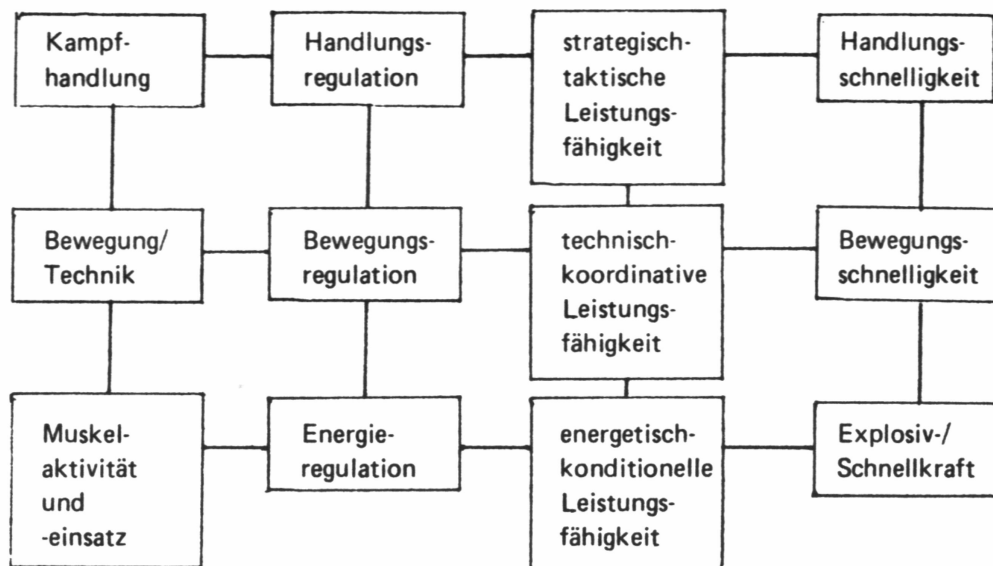 Kampf-
handlung
Handlungs-
regulation
strategisch-
taktische
Leistungs-
fähigkeit
Handlungs-
schnelligkeit
Bewegung/
Technik
Bewegungs-
regulation
technisch-
koordinative
Leistungs-
fähigkeit
Bewegungs-
schnelligkeit
Muskel-
aktivität
und
-einsatz
Energie-
regulation
energetisch-
konditionelle
Leistungs-
fähigkeit
Explosiv-/
Schnellkraft